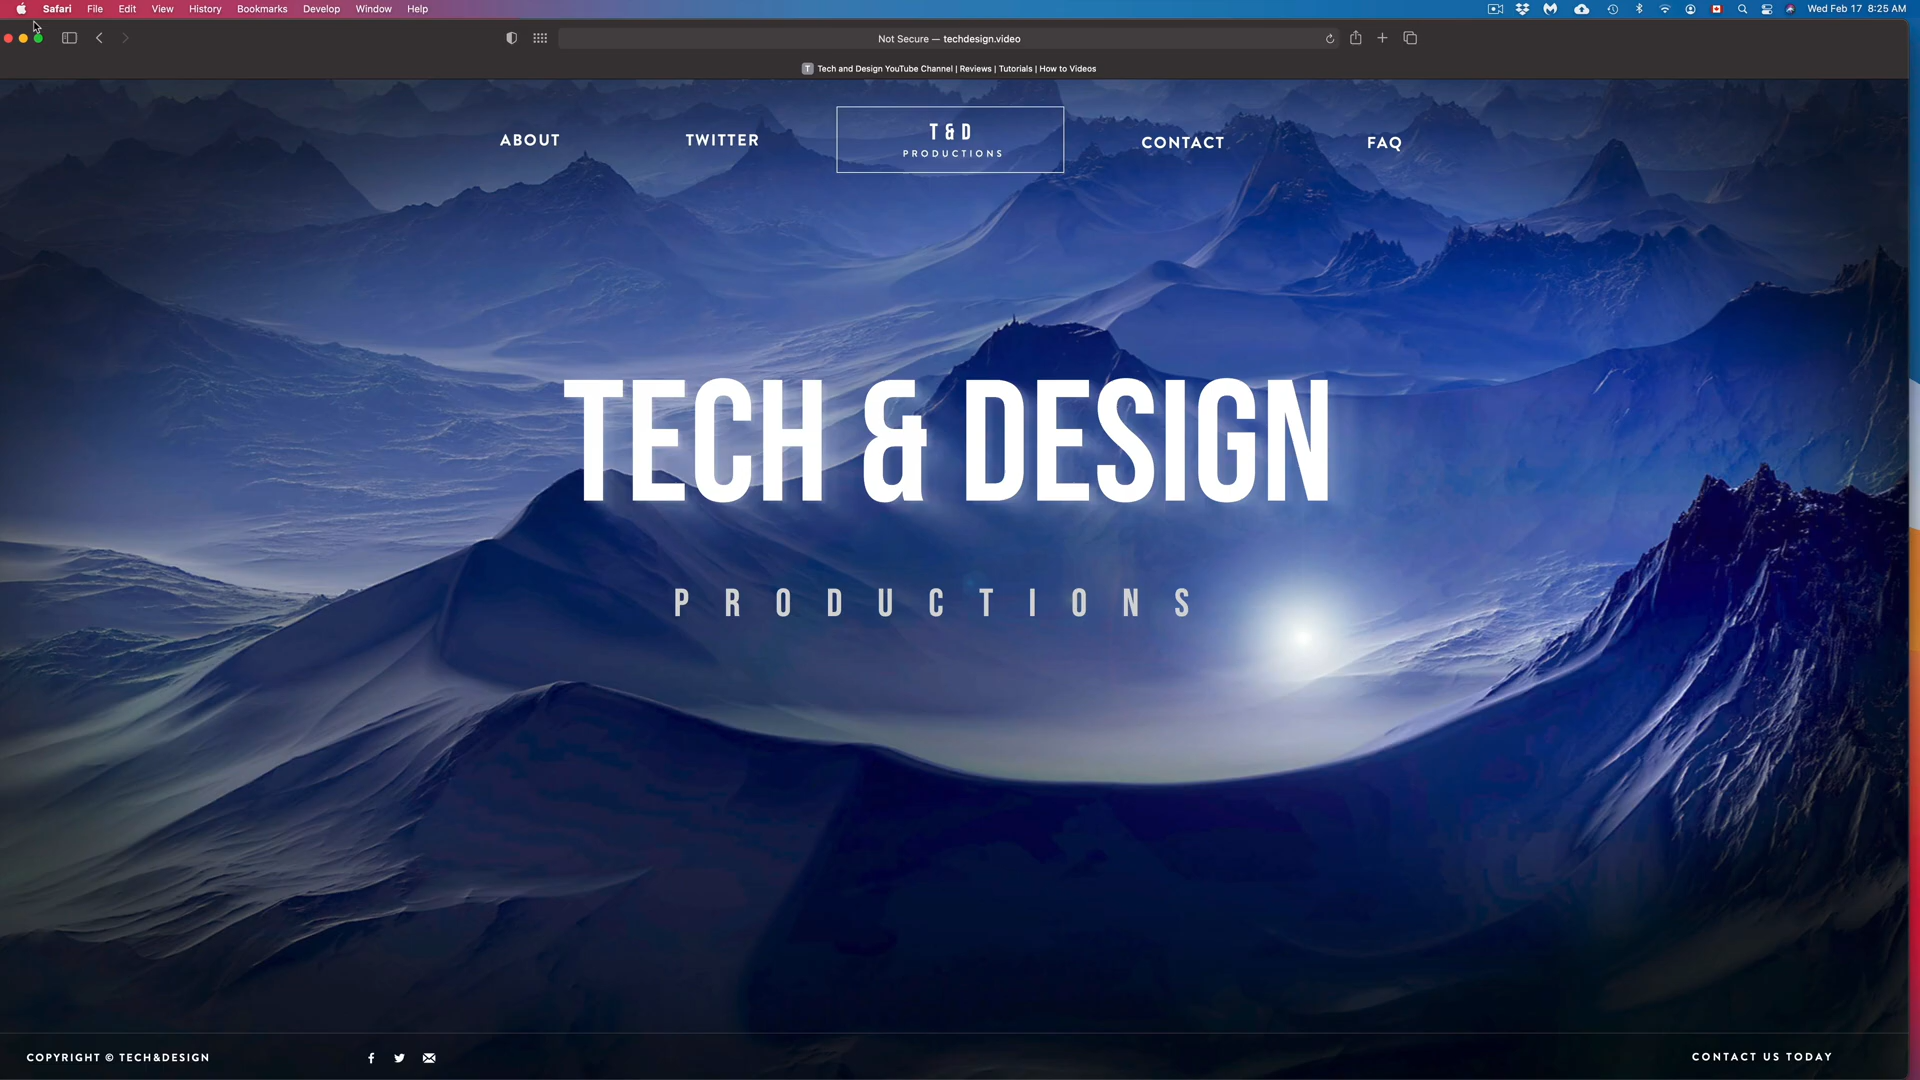 Safari File Edit View History Bookmarks Develop Window Help
Wed Feb 17 8:25 AM
Not Secure — techdesign.video
T Tech and Design YouTube Channel | Reviews | Tutorials | How to Videos
ABOUT
TWITTER
T & D
PRODUCTIONS
CONTACT
FAQ
TECH & DESIGN
PRODUCTIONS
COPYRIGHT © TECH&DESIGN
CONTACT US TODAY